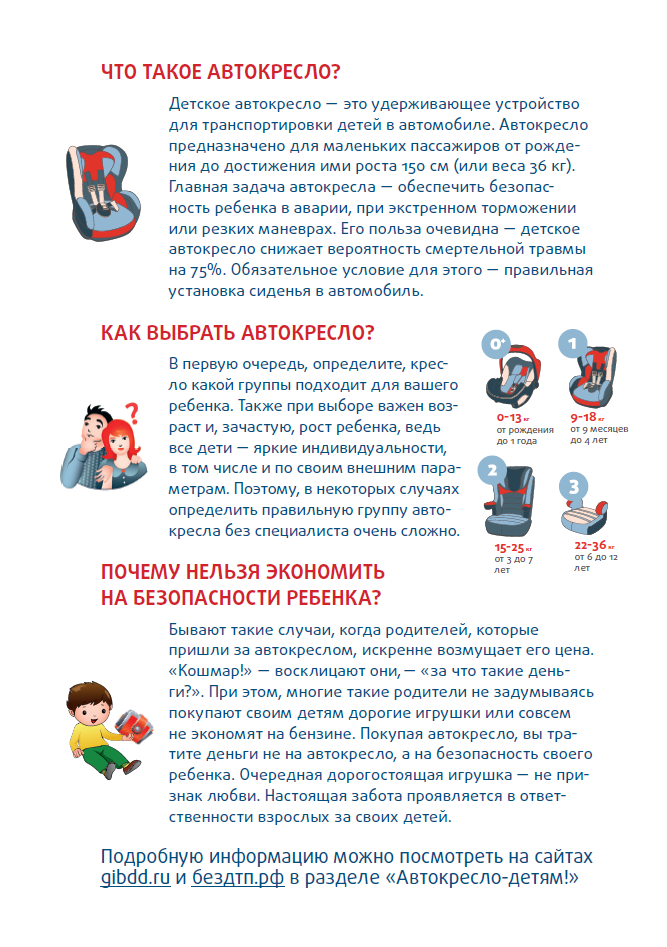 ЧТО ТАКОЕ АВТОКРЕСЛО?
Детское автокресло — это удерживающее устройство
для транспортировки детей в автомобиле. Автокресло
предназначено для маленьких пассажиров от рожде-
ния до достижения ими роста 150 см (или веса 36 кг).
Главная задача автокресла — обеспечить безопас-
ность ребенка в аварии, при экстренном торможении
или резких маневрах. Его польза очевидна — детское
автокресло снижает вероятность смертельной травмы
на 75%. Обязательное условие для этого — правильная
установка сиденья в автомобиль.
КАК ВЫБРАТЬ АВТОКРЕСЛО?
В первую очередь, определите, крес-
ло какой группы подходит для вашего
ребенка. Также при выборе важен воз-
раст и, зачастую, рост ребенка, ведь
все дети — яркие индивидуальности,
в том числе и по своим внешним пара-
метрам. Поэтому, в некоторых случаях
определить правильную группу авто-
кресла без специалиста очень сложно.
?
0+
0-13 кг
от рождения
до 1 года
1
9-18 кг
от 9 месяцев
до 4 лет
2
15-25 кг
от 3 до 7
лет
3
22-36 кг
от 6 до 12
лет
ПОЧЕМУ НЕЛЬЗЯ ЭКОНОМИТЬ
НА БЕЗОПАСНОСТИ РЕБЕНКА?
Бывают такие случаи, когда родителей, которые
пришли за автокреслом, искренне возмущает его цена.
«Кошмар!» — восклицают они,— «за что такие день-
ги?». При этом, многие такие родители не задумываясь
покупают своим детям дорогие игрушки или совсем
не экономят на бензине. Покупая автокресло, вы тра-
тите деньги не на автокресло, а на безопасность своего
ребенка. Очередная дорогостоящая игрушка — не при-
знак любви. Настоящая забота проявляется в ответ-
ственности взрослых за своих детей.
Подробную информацию можно посмотреть на сайтах
gibdd.ru и бездтп.рф в разделе «Автокресло-детям!»